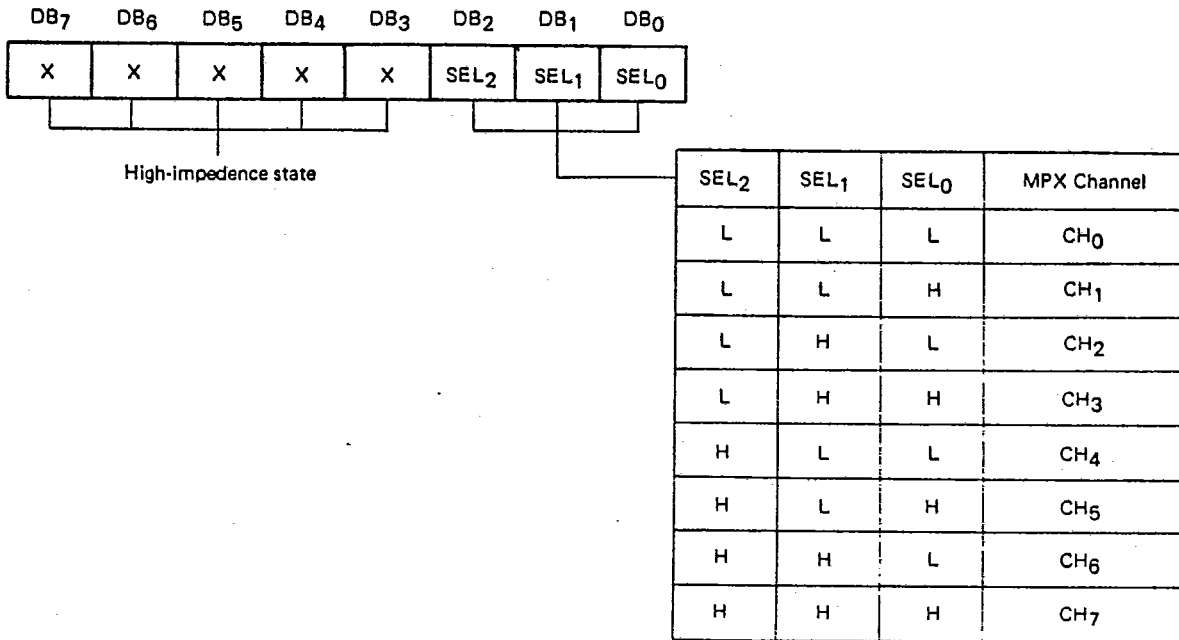 DB7 DB6 DB5 DB4 DB3 DB2 DB1 DB0
X X X X X SEL2 SEL1 SEL0
High-impedence state
SEL2 SEL1 SEL0 MPX Channel
L L L CH0
L L H CH1
L H L CH2
L H H CH3
H L L CH4
H L H CH5
H H L CH6
H H H CH7